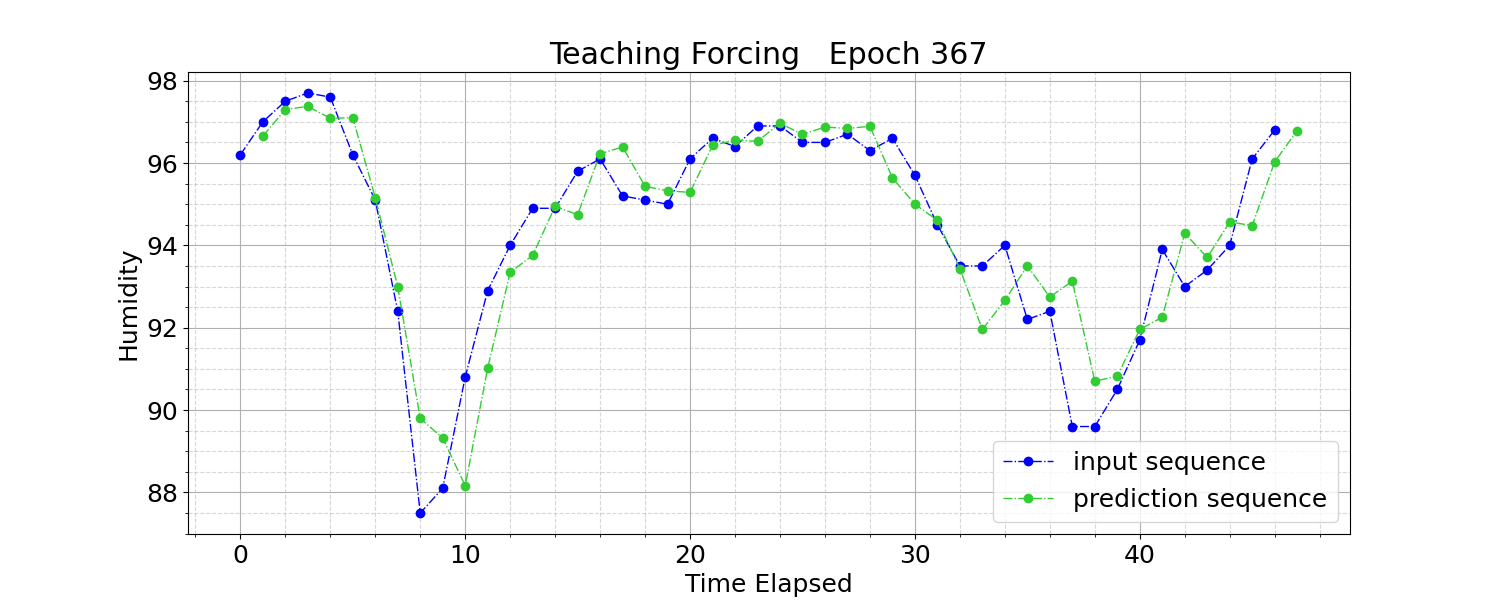 Teaching Forcing   Epoch 367
98
96
94
92
90
88
Humidity
input sequence
prediction sequence
0 10 20 30 40
Time Elapsed